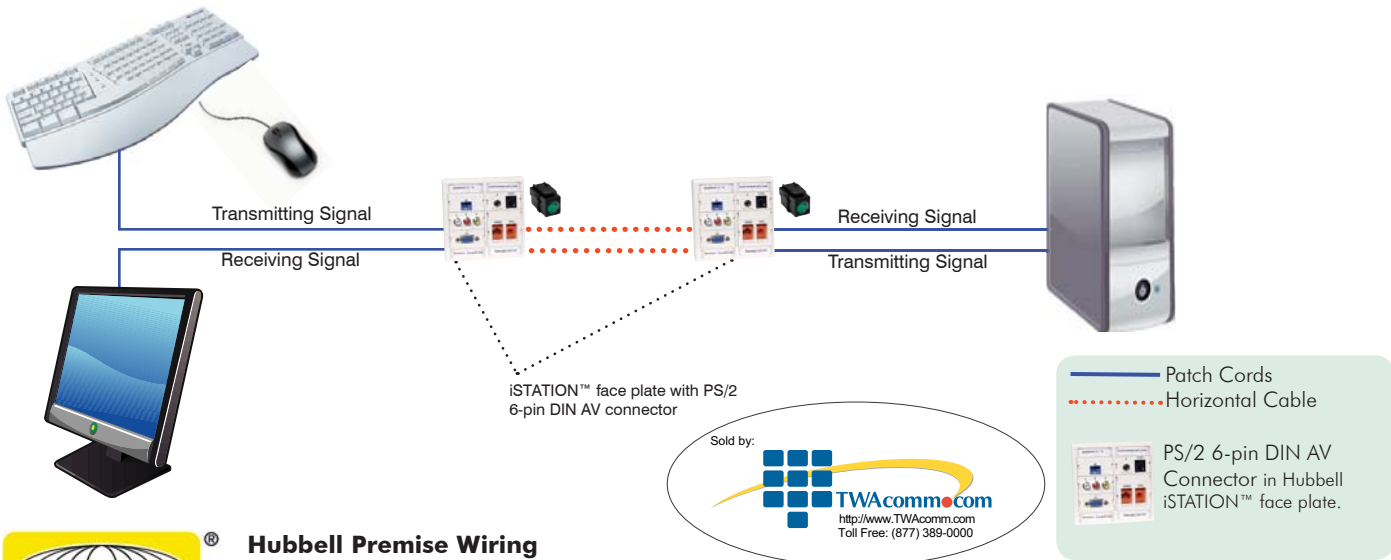 Transmitting Signal
Receiving Signal
Receiving Signal
Transmitting Signal
iSTATION™ face plate with PS/2
6-pin DIN AV connector
Patch Cords
Horizontal Cable
PS/2 6-pin DIN AV
Connector in Hubbell
iSTATION™ face plate.
Sold by:
TWAcomm.com
http://www.TWAcomm.com
Toll Free: (877) 389-0000
®
Hubbell Premise Wiring